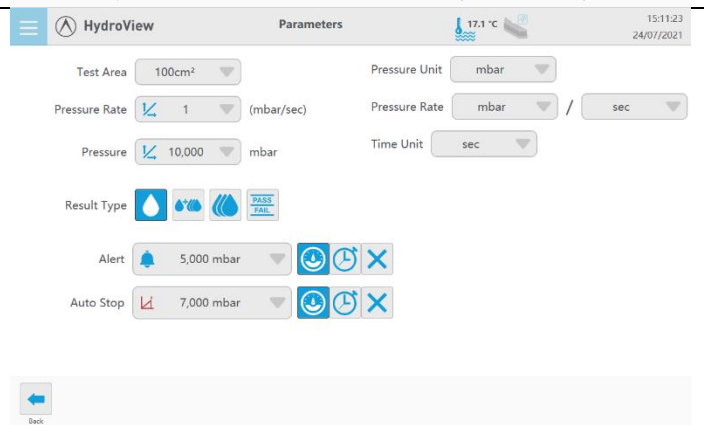 HydroView
Parameters
17.1 °C
15:11:23
24/07/2021
Test Area 100cm²
Pressure Unit mbar
Pressure Rate 1 (mbar/sec)
Pressure Rate mbar / sec
Pressure 10,000 mbar
Time Unit sec
Result Type PASS
FAIL
Alert 5,000 mbar
Auto Stop 7,000 mbar
Back